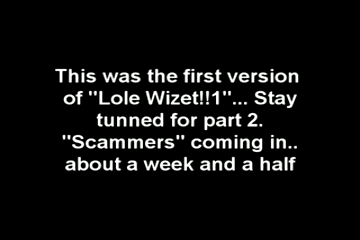 This was the first version
of "Lole Wizet!!1"... Stay
tunned for part 2.
"Scammers" coming in..
about a week and a half